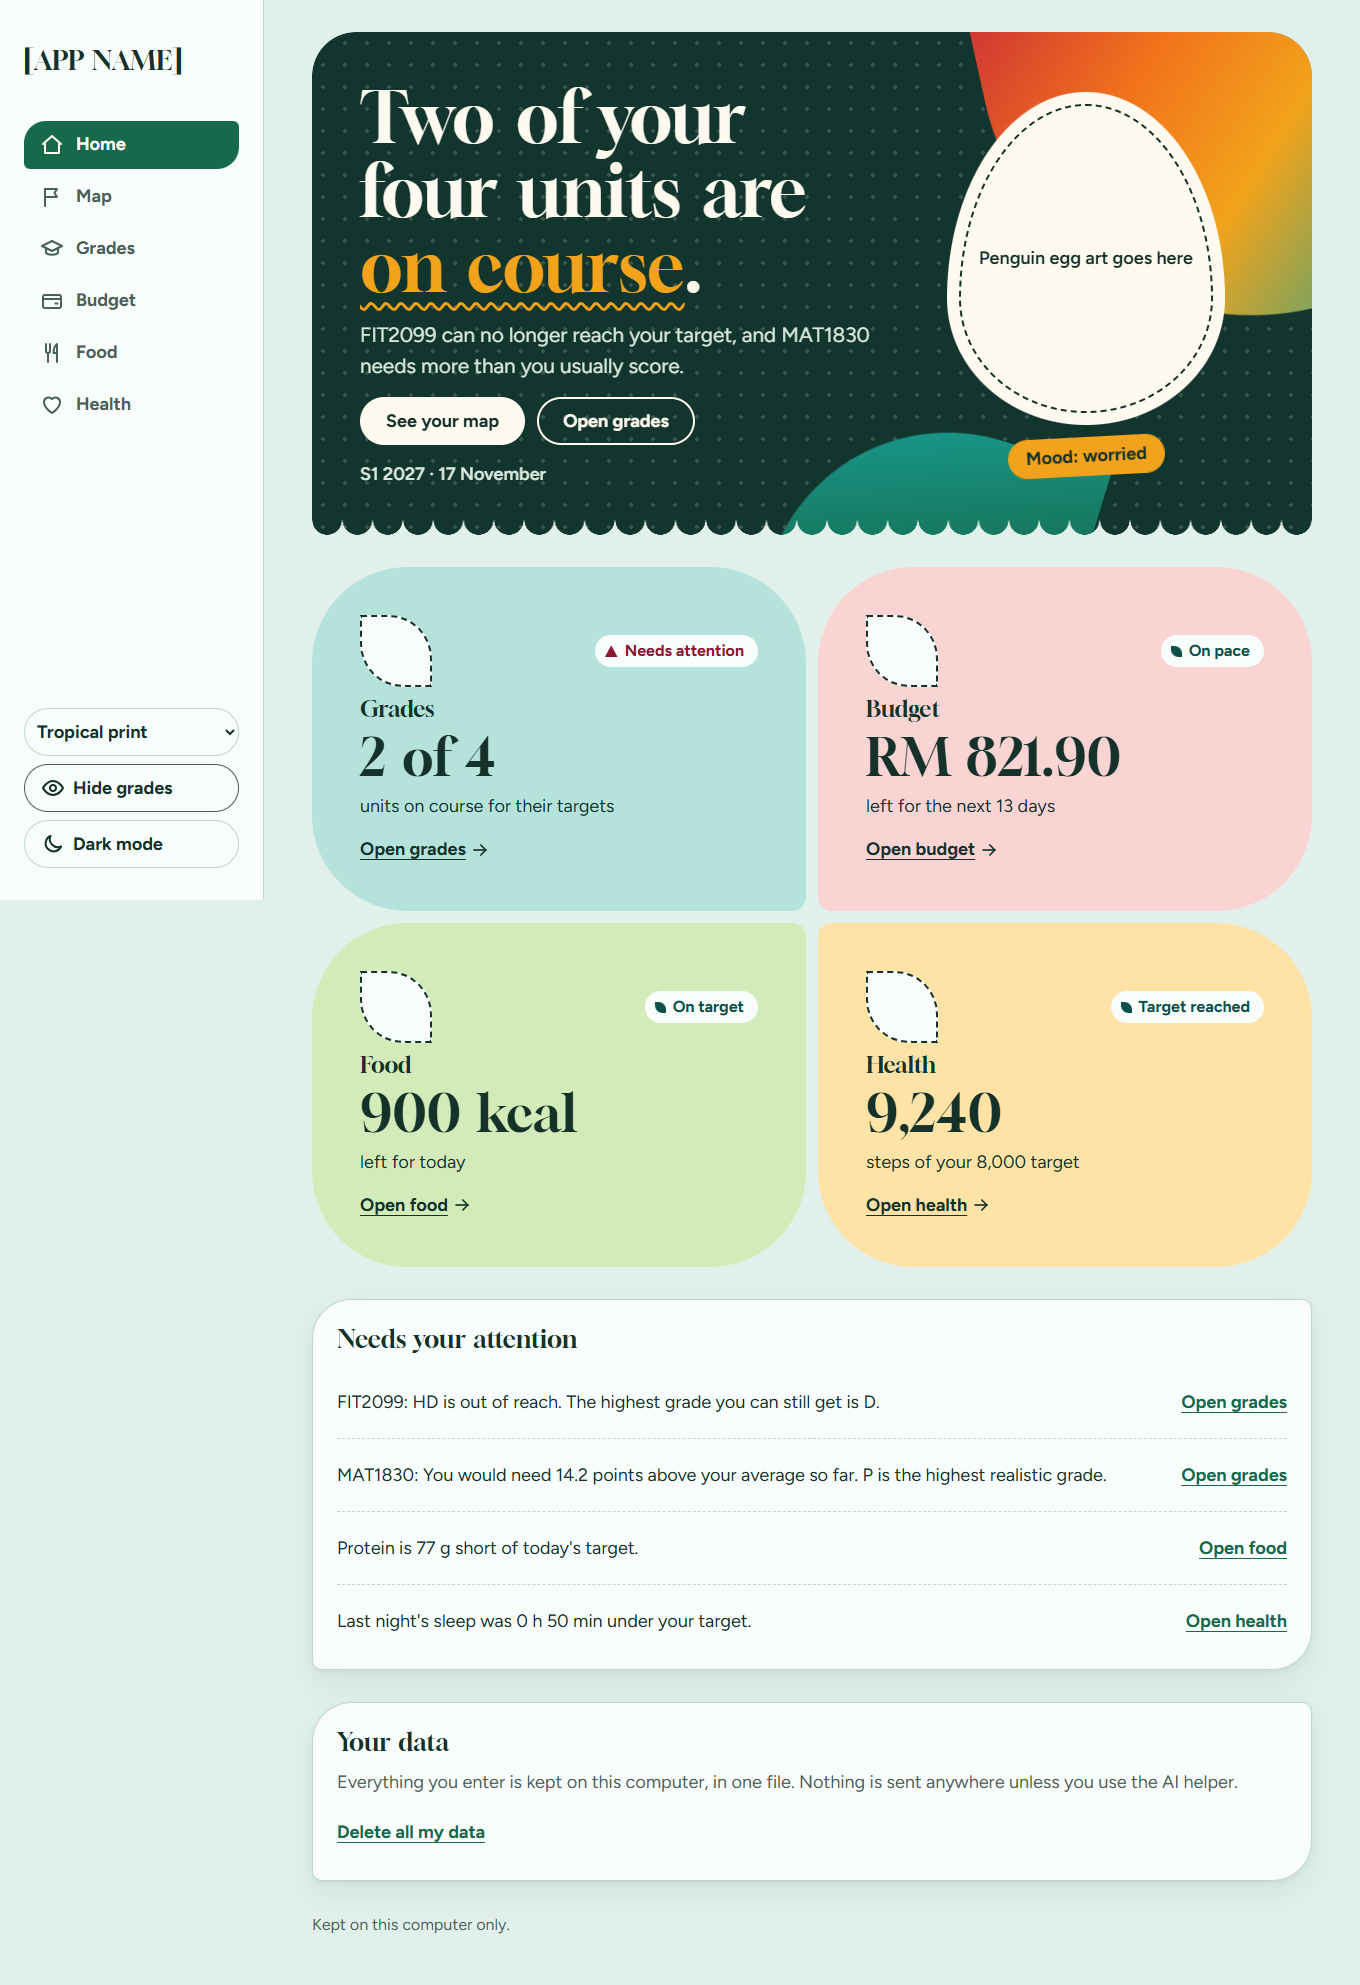 [APP NAME]
Home
Map
Grades
Budget
Food
Health
Tropical print
Hide grades
Dark mode
Two of your
four units are
on course.
FIT2099 can no longer reach your target, and MAT1830
needs more than you usually score.
See your map
Open grades
S1 2027 · 17 November
Penguin egg art goes here
Mood: worried
Needs attention
Grades
2 of 4
units on course for their targets
Open grades →
On pace
Budget
RM 821.90
left for the next 13 days
Open budget →
On target
Food
900 kcal
left for today
Open food →
Target reached
Health
9,240
steps of your 8,000 target
Open health →
Needs your attention
FIT2099: HD is out of reach. The highest grade you can still get is D.
Open grades
MAT1830: You would need 14.2 points above your average so far. P is the highest realistic grade.
Open grades
Protein is 77 g short of today's target.
Open food
Last night's sleep was 0 h 50 min under your target.
Open health
Your data
Everything you enter is kept on this computer, in one file. Nothing is sent anywhere unless you use the AI helper.
Delete all my data
Kept on this computer only.